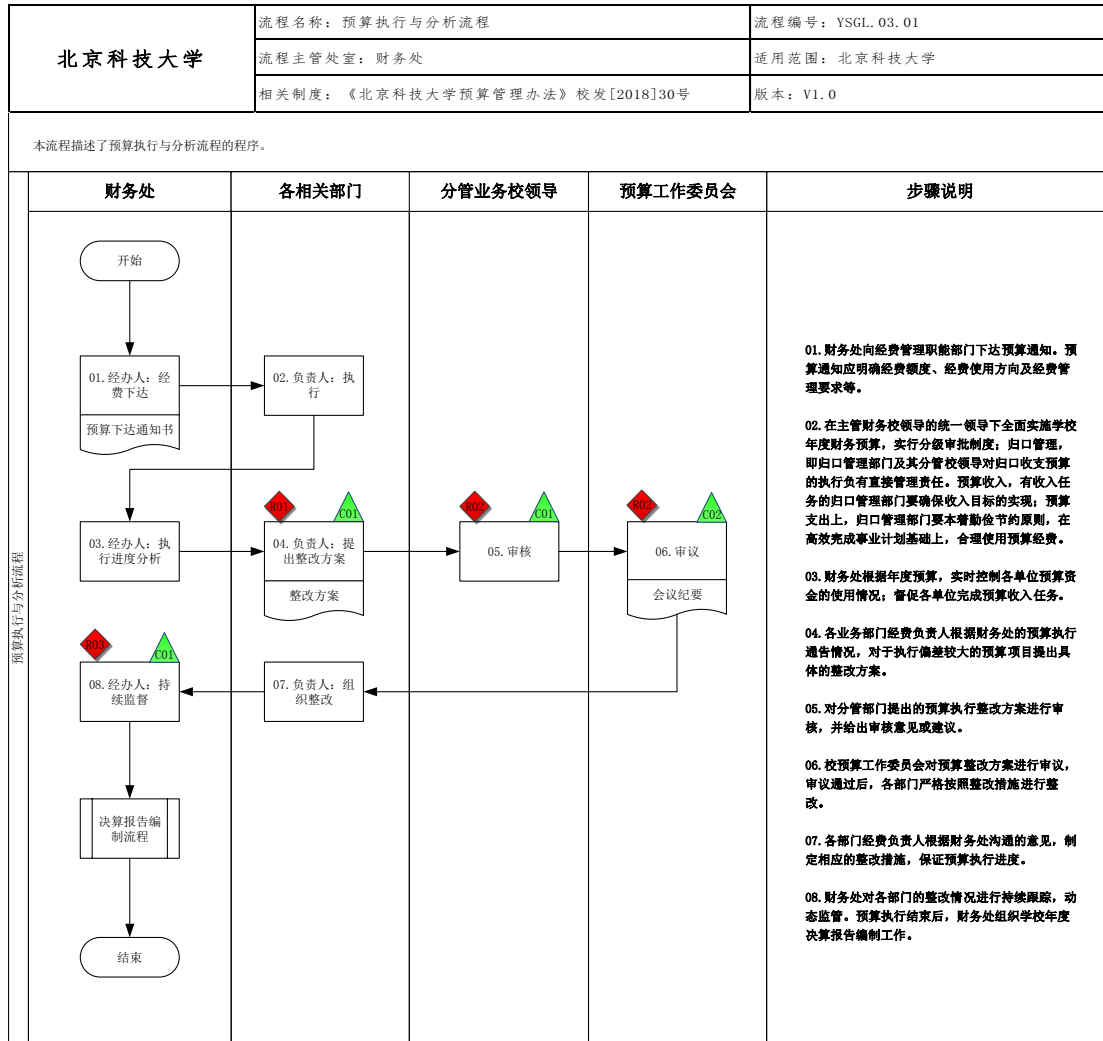 北京科技大学
流程名称：预算执行与分析流程
流程编号：YSGL.03.01
流程主管处室：财务处
适用范围：北京科技大学
相关制度：《北京科技大学预算管理办法》校发[2018]30号
版本：V1.0
本流程描述了预算执行与分析流程的程序。
财务处
各相关部门
分管业务校领导
预算工作委员会
步骤说明
预算执行与分析流程
开始
01.经办人：经
费下达
预算下达通知书
02.负责人：执
行
03.经办人：执
行进度分析
R01
C01
04.负责人：提
出整改方案
整改方案
R02
C01
05.审核
R02
C02
06.审议
会议纪要
07.负责人：组
织整改
R03
C01
08.经办人：持
续监督
决算报告编
制流程
结束
01.财务处向经费管理职能部门下达预算通知。预
算通知应明确经费额度、经费使用方向及经费管
理要求等。
02.在主管财务校领导的统一领导下全面实施学校
年度财务预算，实行分级审批制度；归口管理，
即归口管理部门及其分管校领导对归口收支预算
的执行负有直接管理责任。预算收入，有收入任
务的归口管理部门要确保收入目标的实现；预算
支出上，归口管理部门要本着勤俭节约原则，在
高效完成事业计划基础上，合理使用预算经费。
03.财务处根据年度预算，实时控制各单位预算资
金的使用情况；督促各单位完成预算收入任务。
04.各业务部门经费负责人根据财务处的预算执行
通告情况，对于执行偏差较大的预算项目提出具
体的整改方案。
05.对分管部门提出的预算执行整改方案进行审
核，并给出审核意见或建议。
06.校预算工作委员会对预算整改方案进行审议，
审议通过后，各部门严格按照整改措施进行整
改。
07.各部门经费负责人根据财务处沟通的意见，制
定相应的整改措施，保证预算执行进度。
08.财务处对各部门的整改情况进行持续跟踪，动
态监管。预算执行结束后，财务处组织学校年度
决算报告编制工作。